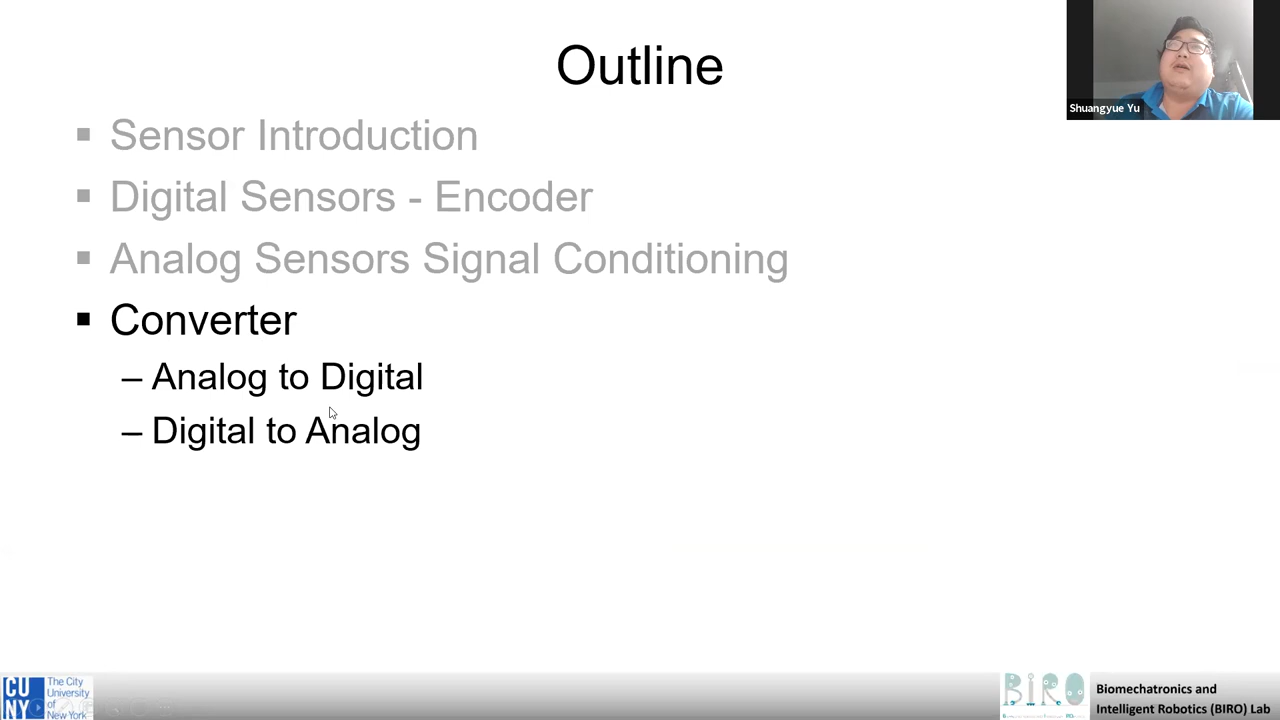 Outline
Shuangyue Yu
▪ Sensor Introduction
▪ Digital Sensors - Encoder
▪ Analog Sensors Signal Conditioning
▪ Converter
– Analog to Digital
– Digital to Analog
CU
NY
The City
University
of
New York
BiRO
Biomechatronics and
Intelligent Robotics (BIRO) Lab